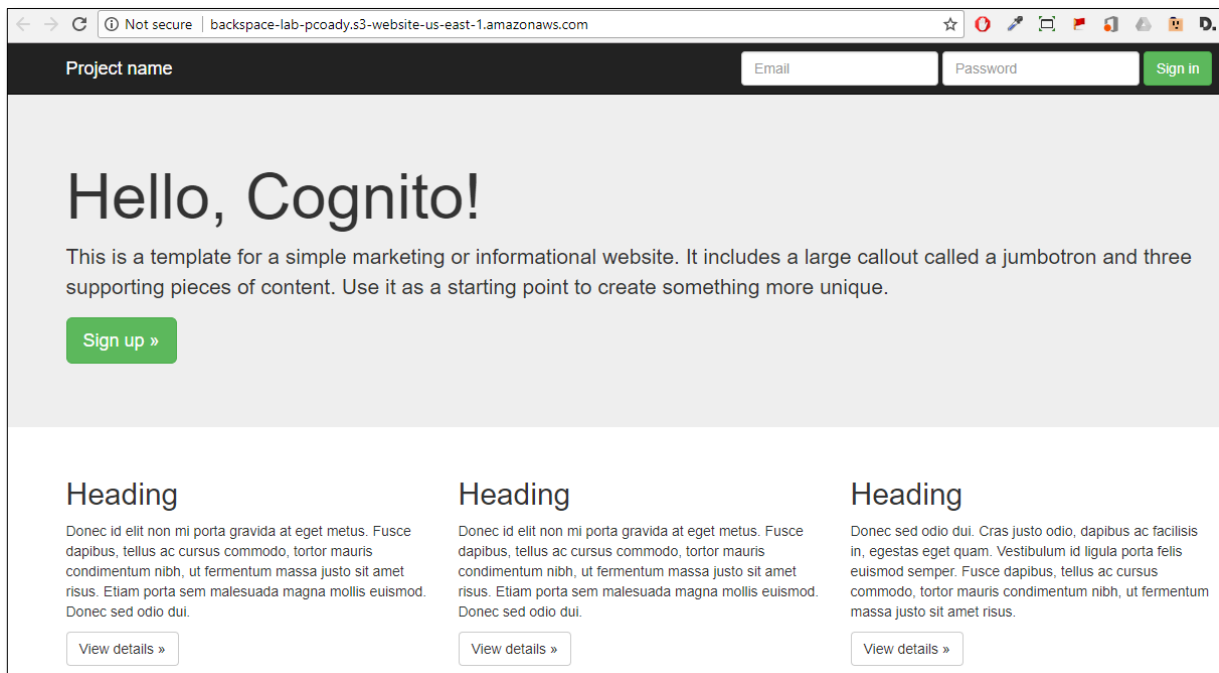 Not secure | backspace-lab-pcoady.s3-website-us-east-1.amazonaws.com
D.
Project name
Email
Password
Sign in
Hello, Cognito!
This is a template for a simple marketing or informational website. It includes a large callout called a jumbotron and three
supporting pieces of content. Use it as a starting point to create something more unique.
Sign up »
Heading
Donec id elit non mi porta gravida at eget metus. Fusce
dapibus, tellus ac cursus commodo, tortor mauris
condimentum nibh, ut fermentum massa justo sit amet
risus. Etiam porta sem malesuada magna mollis euismod.
Donec sed odio dui.
View details »
Heading
Donec id elit non mi porta gravida at eget metus. Fusce
dapibus, tellus ac cursus commodo, tortor mauris
condimentum nibh, ut fermentum massa justo sit amet
risus. Etiam porta sem malesuada magna mollis euismod.
Donec sed odio dui.
View details »
Heading
Donec sed odio dui. Cras justo odio, dapibus ac facilisis
in, egestas eget quam. Vestibulum id ligula porta felis
euismod semper. Fusce dapibus, tellus ac cursus
commodo, tortor mauris condimentum nibh, ut fermentum
massa justo sit amet risus.
View details »